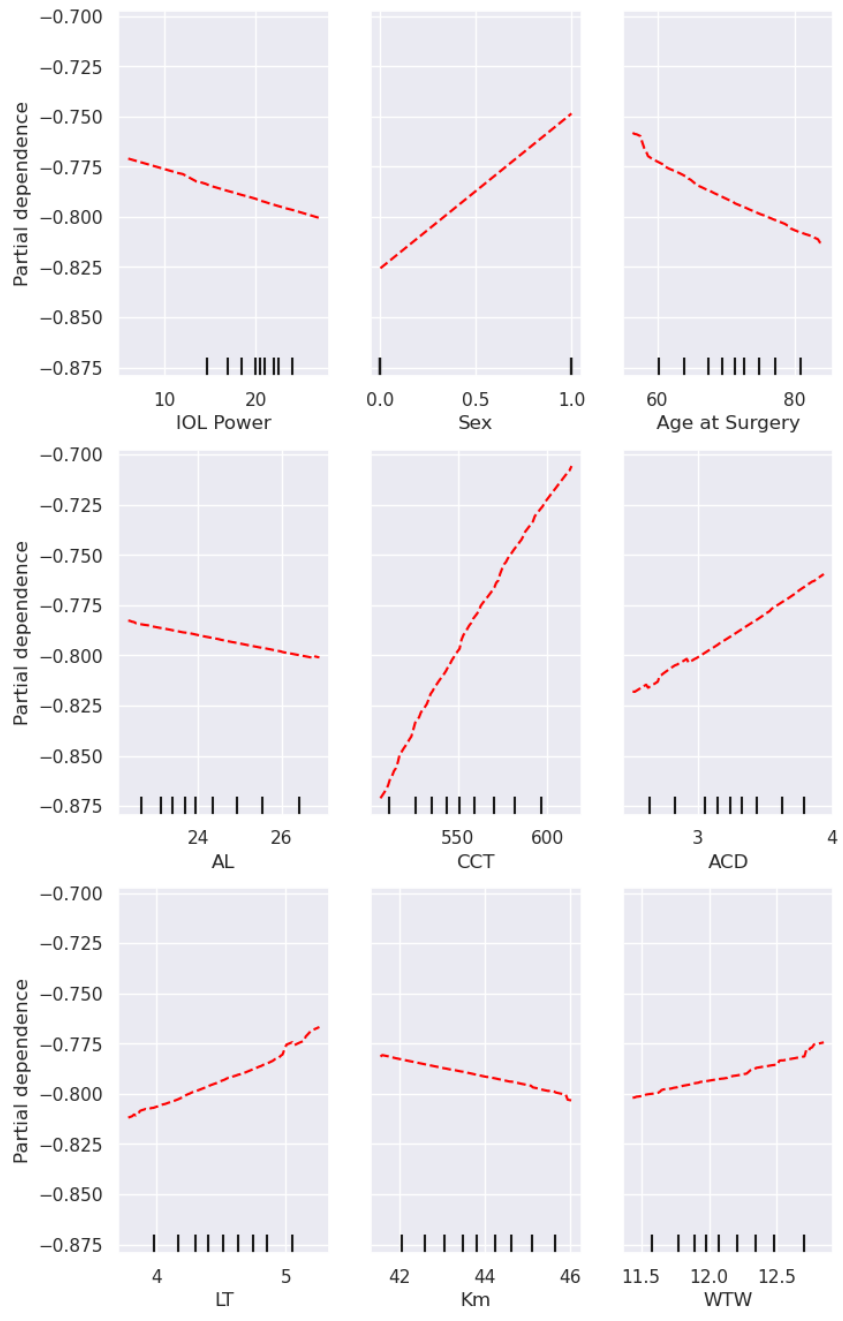 −0.700
−0.725
−0.750
−0.775
−0.800
−0.825
−0.850
−0.875
Partial dependence
10 20
IOL Power
0.0 0.5 1.0
Sex
60 80
Age at Surgery
−0.700
−0.725
−0.750
−0.775
−0.800
−0.825
−0.850
−0.875
Partial dependence
24 26
AL
550 600
CCT
3 4
ACD
−0.700
−0.725
−0.750
−0.775
−0.800
−0.825
−0.850
−0.875
Partial dependence
4 5
LT
42 44 46
Km
11.5 12.0 12.5
WTW